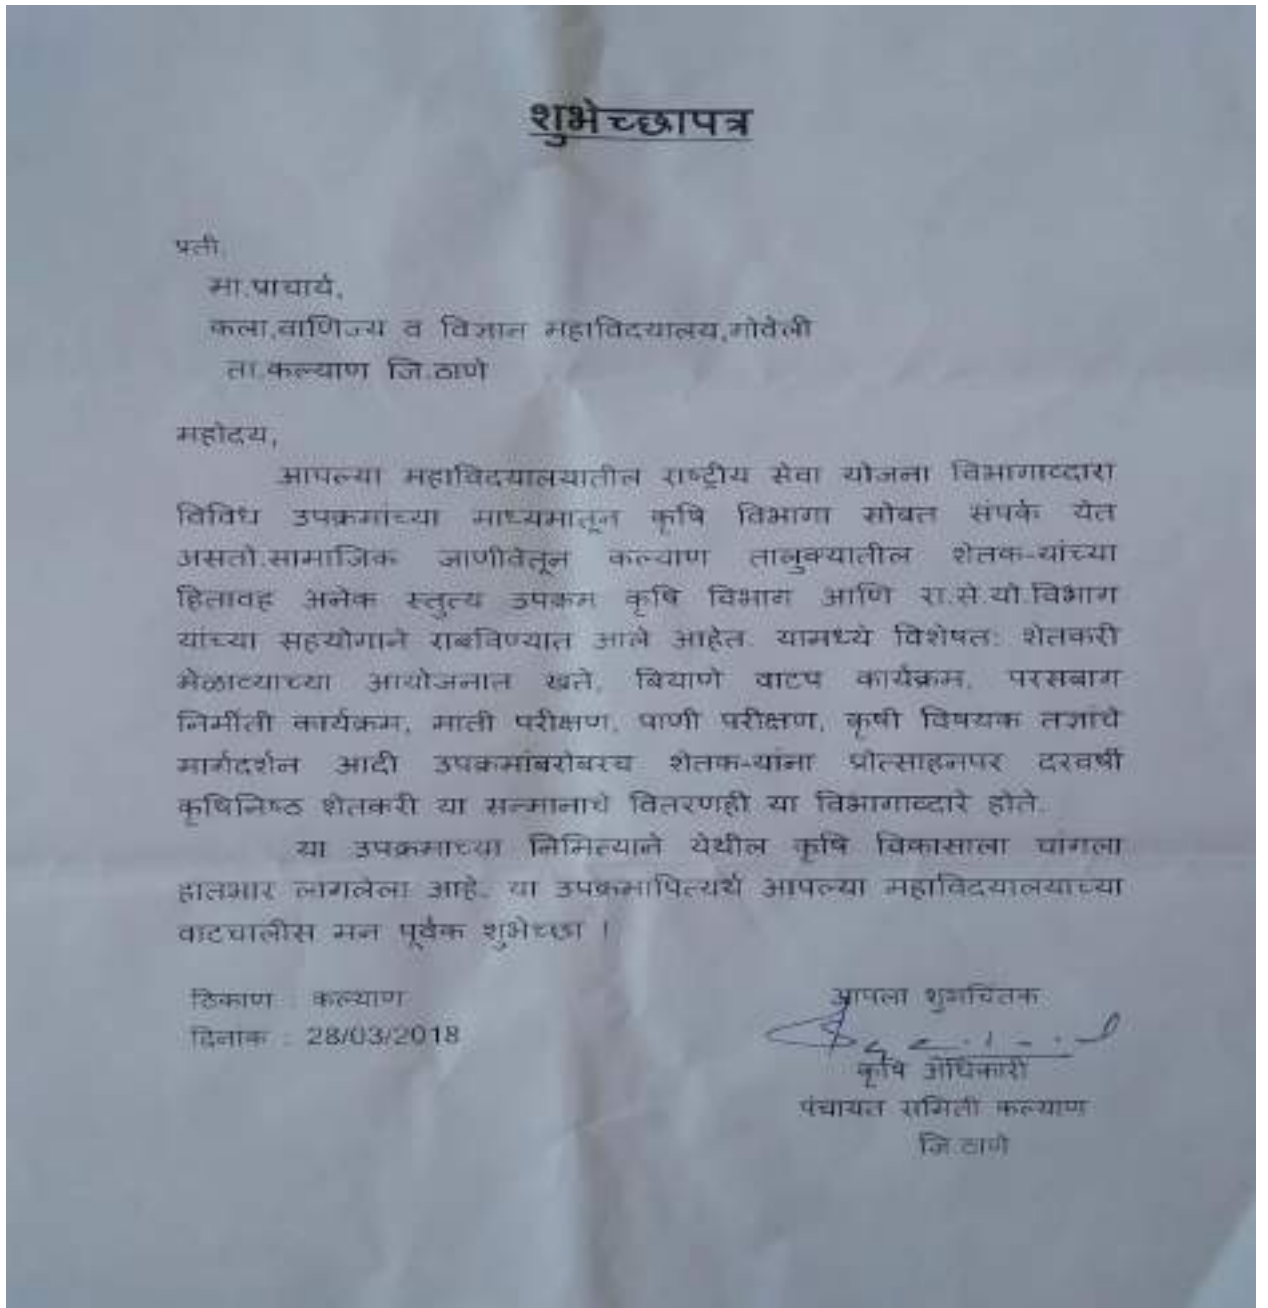 शुभेच्छापत्र
प्रती,
मा.प्राचार्य,
कला,वाणिज्य व विज्ञान महाविदयालय,गोवेली
ता.कल्याण जि.ठाणे
महोदय,
आपल्या महाविदयालयातील राष्ट्रीय सेवा योजना विभागाव्दारा
विविध उपक्रमांच्या माध्यमातून कृषि विभागा सोबत संपर्क येत
असतो.सामाजिक जाणीवेतून कल्याण तालुक्यातील शेतक-यांच्या
हितावह अनेक स्तुत्य उपक्रम कृषि विभाग आणि रा.से.यो.विभाग
यांच्या सहयोगाने राबविण्यात आले आहेत. यामध्ये विशेषत: शेतकरी
मेळाव्याच्या आयोजनात खते, बियाणे वाटप कार्यक्रम, परसबाग
निर्मीती कार्यक्रम, माती परीक्षण, पाणी परीक्षण, कृषी विषयक तज्ञांचे
मार्गदर्शन आदी उपक्रमांबरोबरच शेतक-यांना प्रोत्साहनपर दरवर्षी
कृषिनिष्ठ शेतकरी या सन्मानाचे वितरणही या विभागाव्दारे होते.
या उपक्रमाच्या निमित्याने येथील कृषि विकासाला चांगला
हातभार लागलेला आहे. या उपक्रमापित्यर्थ आपल्या महाविदयालयाच्या
वाटचालीस मन पूर्वक शुभेच्छा !
ठिकाण : कल्याण
दिनांक : 28/03/2018
आपला शुभचिंतक
कृषि अधिकारी
पंचायत समिती कल्याण
जि.ठाणे